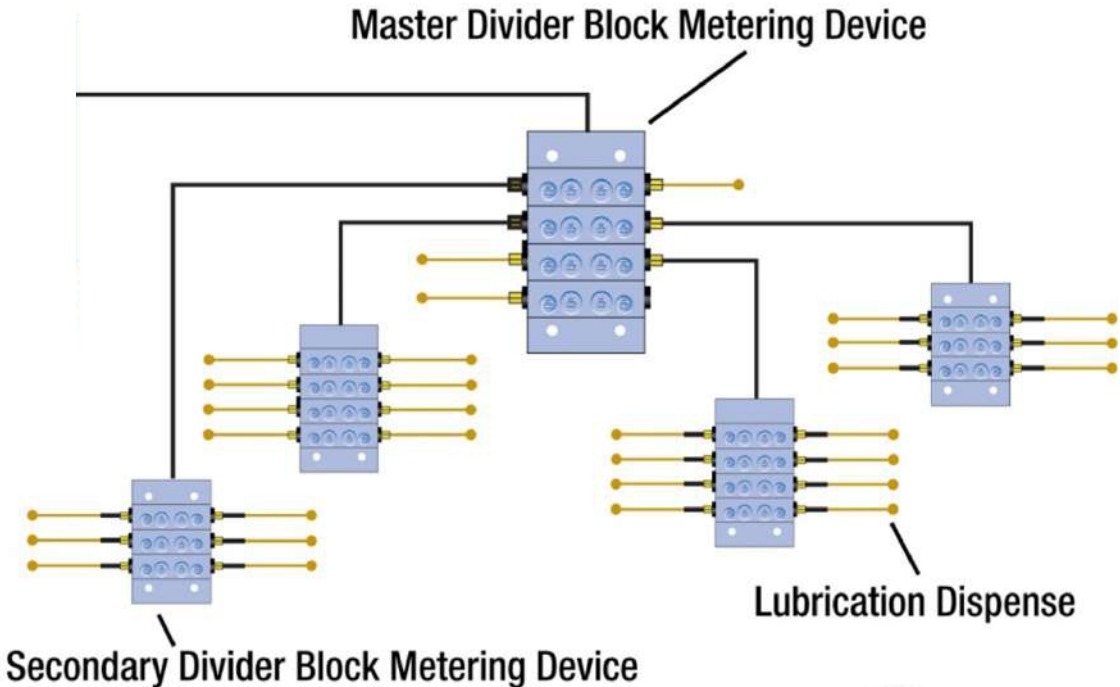 Master Divider Block Metering Device
Lubrication Dispense
Secondary Divider Block Metering Device